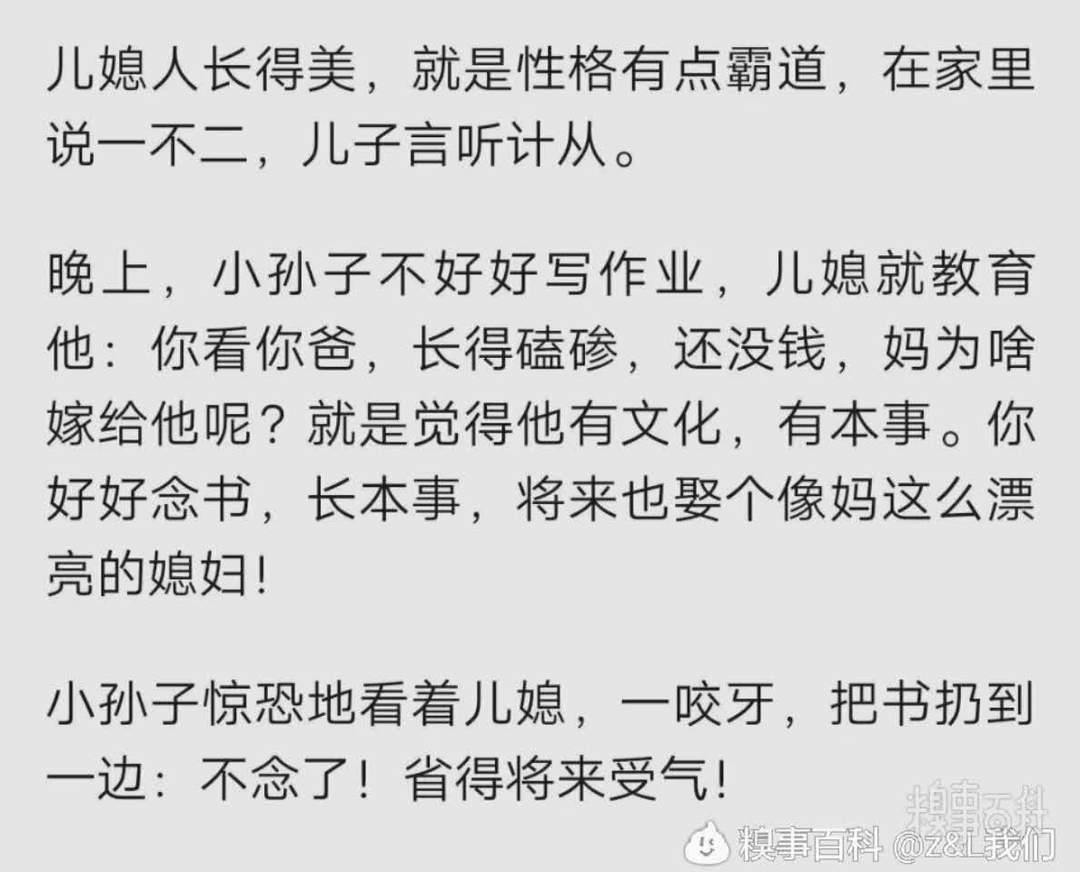 儿媳人长得美，就是性格有点霸道，在家里
说一不二，儿子言听计从。
晚上，小孙子不好好写作业，儿媳就教育
他：你看你爸，长得磕碜，还没钱，妈为啥
嫁给他呢？就是觉得他有文化，有本事。你
好好念书，长本事，将来也娶个像妈这么漂
亮的媳妇！
小孙子惊恐地看着儿媳，一咬牙，把书扔到
一边：不念了！省得将来受气！
糗事百科
糗事百科 @z&L我们